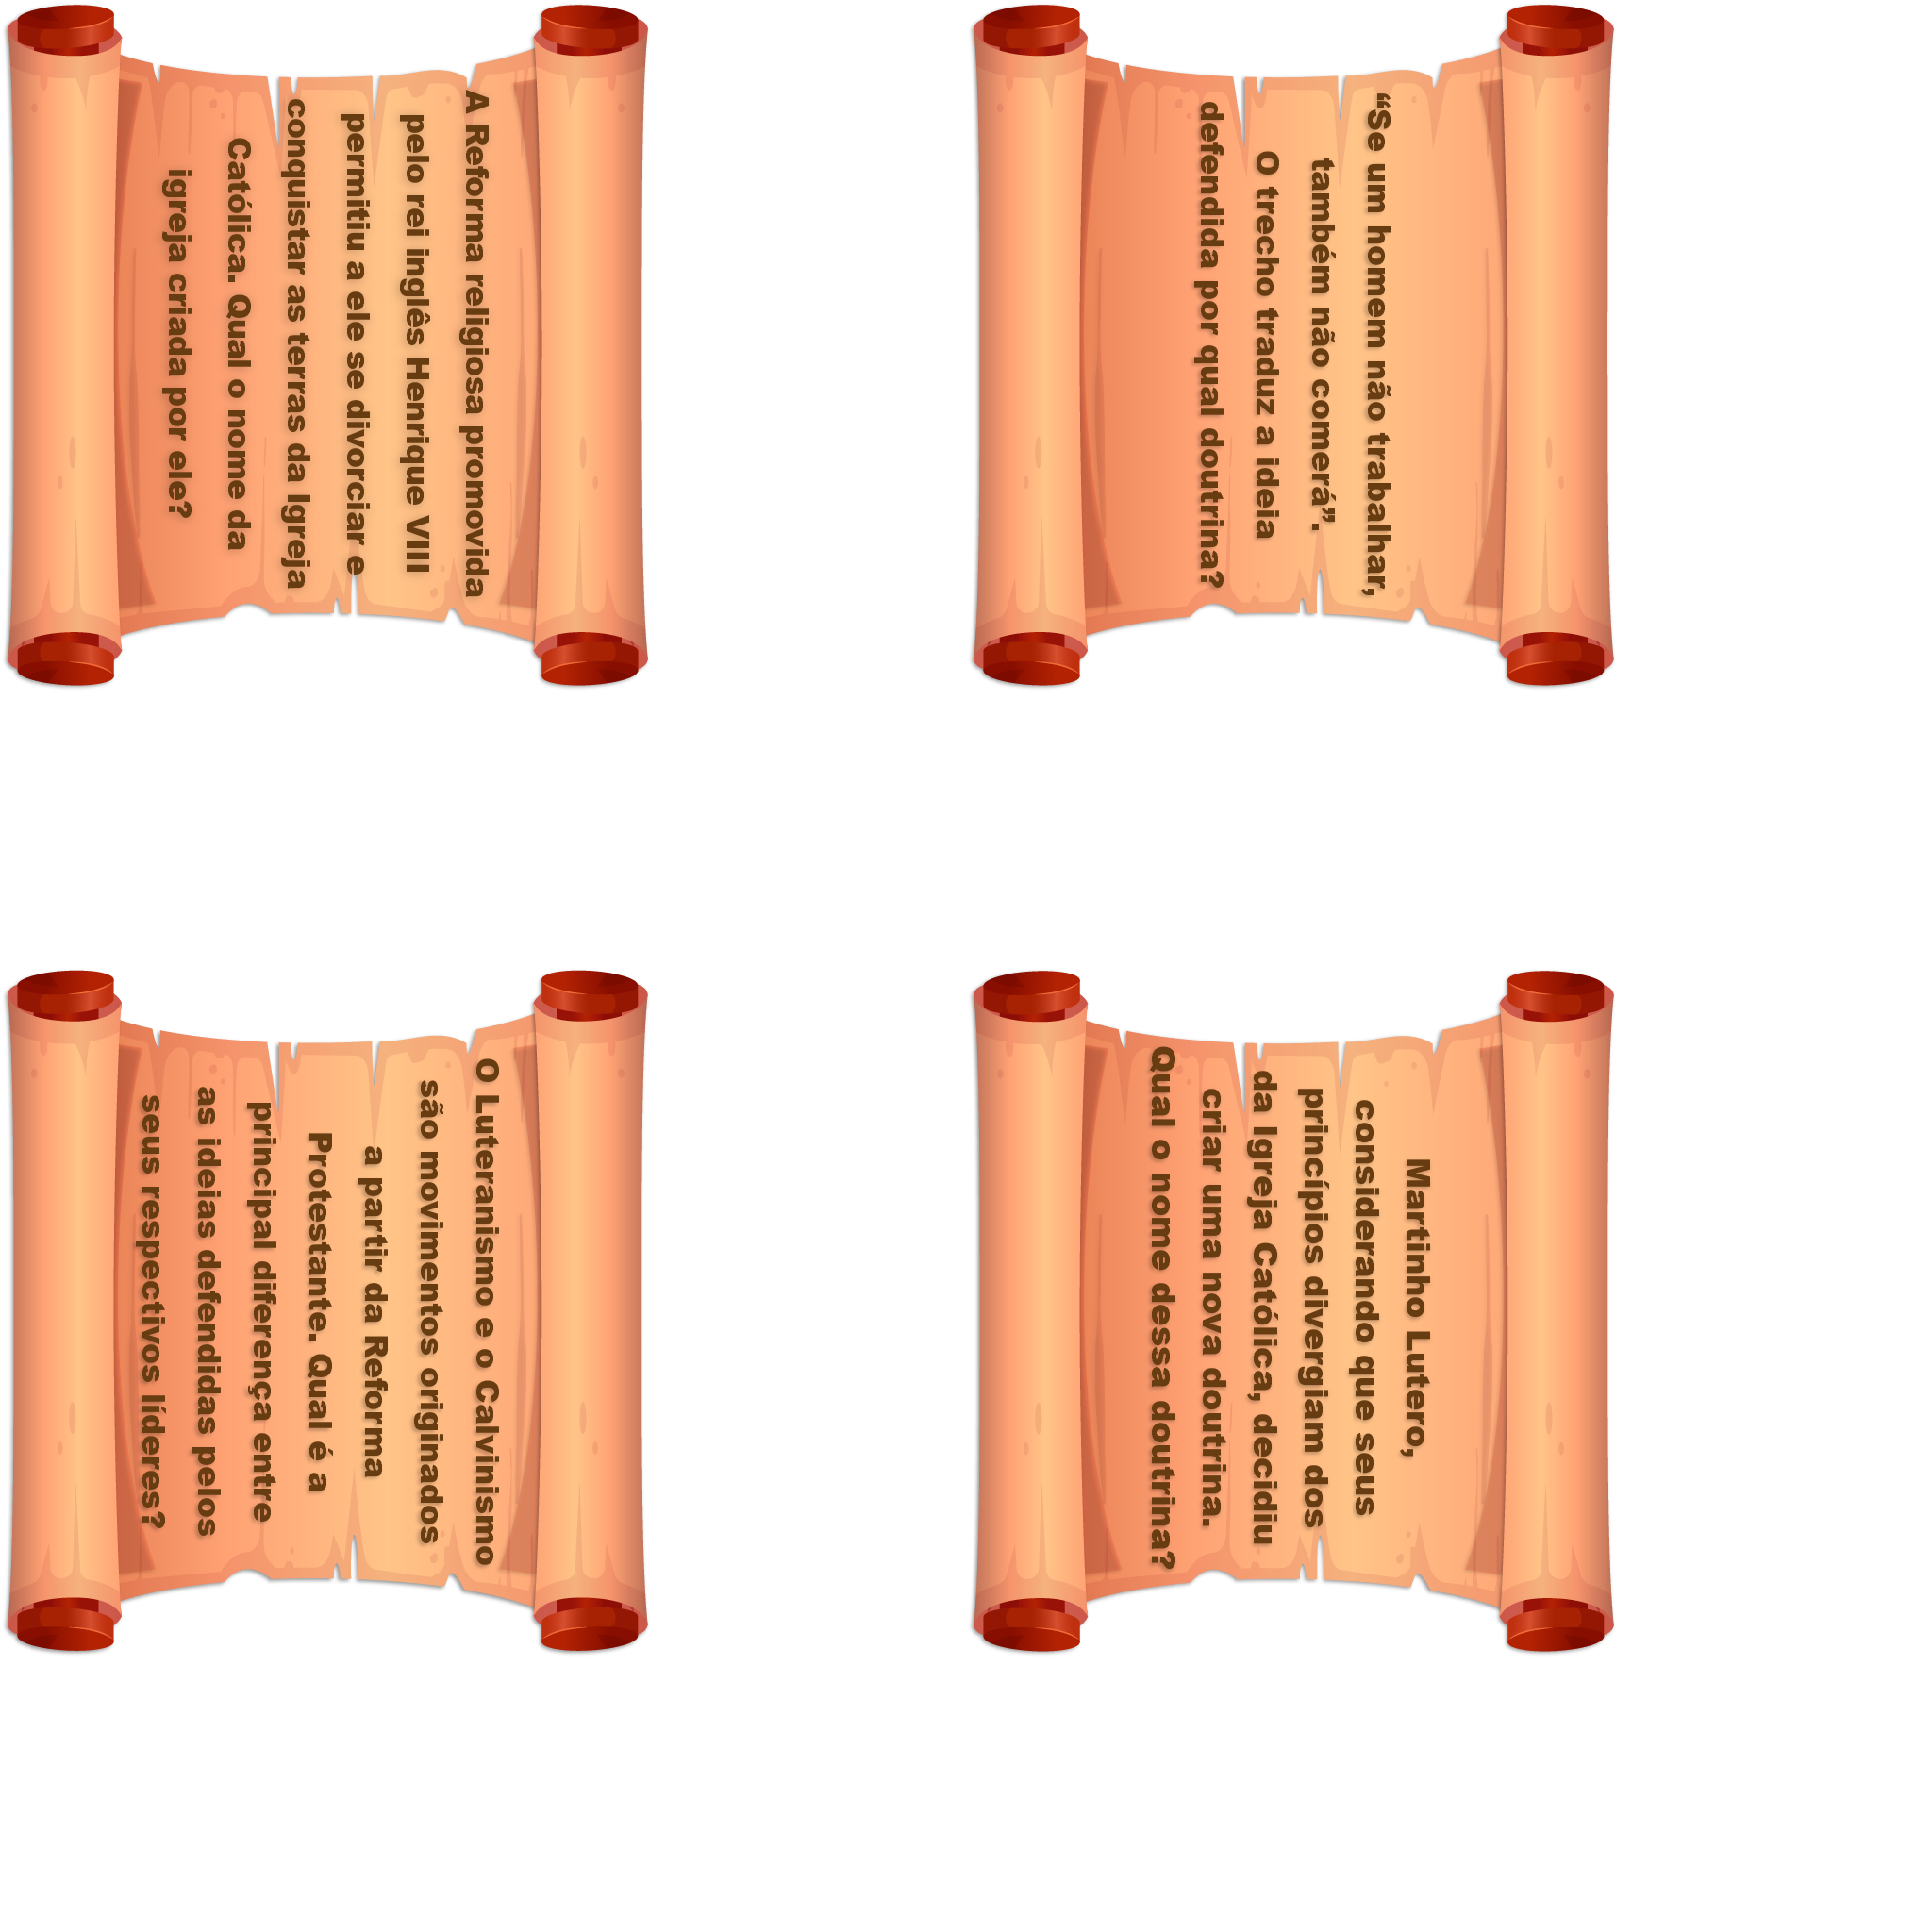 A Reforma religiosa promovida
pelo rei inglês Henrique VIII
permitiu a ele se divorciar e
conquistar as terras da Igreja
Católica. Qual o nome da
igreja criada por ele?
“Se um homem não trabalhar,
também não comerá”.
O trecho traduz a ideia
defendida por qual doutrina?
O Luteranismo e o Calvinismo
são movimentos originados
a partir da Reforma
Protestante. Qual é a
principal diferença entre
as ideias defendidas pelos
seus respectivos líderes?
Martinho Lutero,
considerando que seus
princípios divergiam dos
da Igreja Católica, decidiu
criar uma nova doutrina.
Qual o nome dessa doutrina?